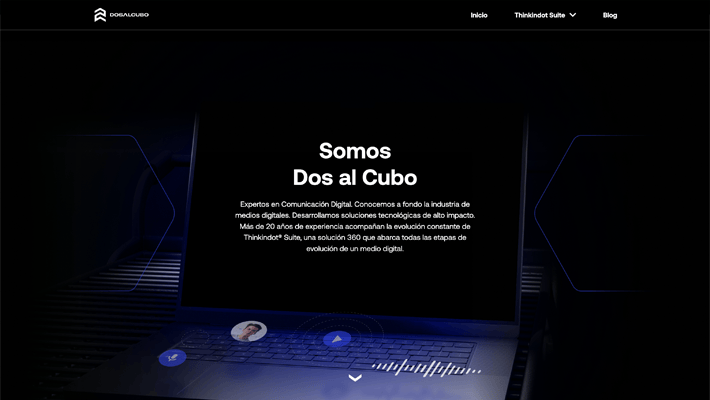 DOSALCUBO
Inicio
Thinkindot Suite
Blog
Somos
Dos al Cubo
Expertos en Comunicación Digital. Conocemos a fondo la industria de
medios digitales. Desarrollamos soluciones tecnológicas de alto impacto.
Más de 20 años de experiencia acompañan la evolución constante de
Thinkindot® Suite, una solución 360 que abarca todas las etapas de
evolución de un medio digital.